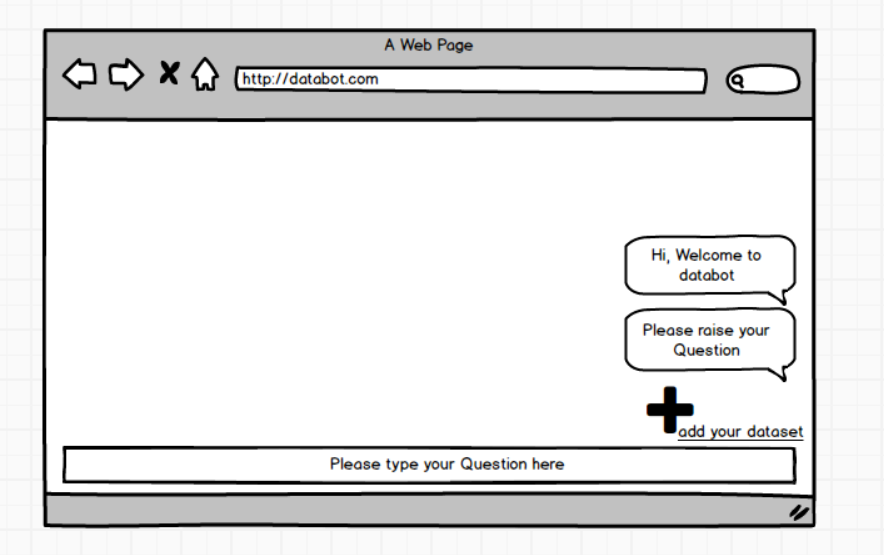 A Web Page
http://databot.com
Hi, Welcome to
databot
Please raise your
Question
add your dataset
Please type your Question here